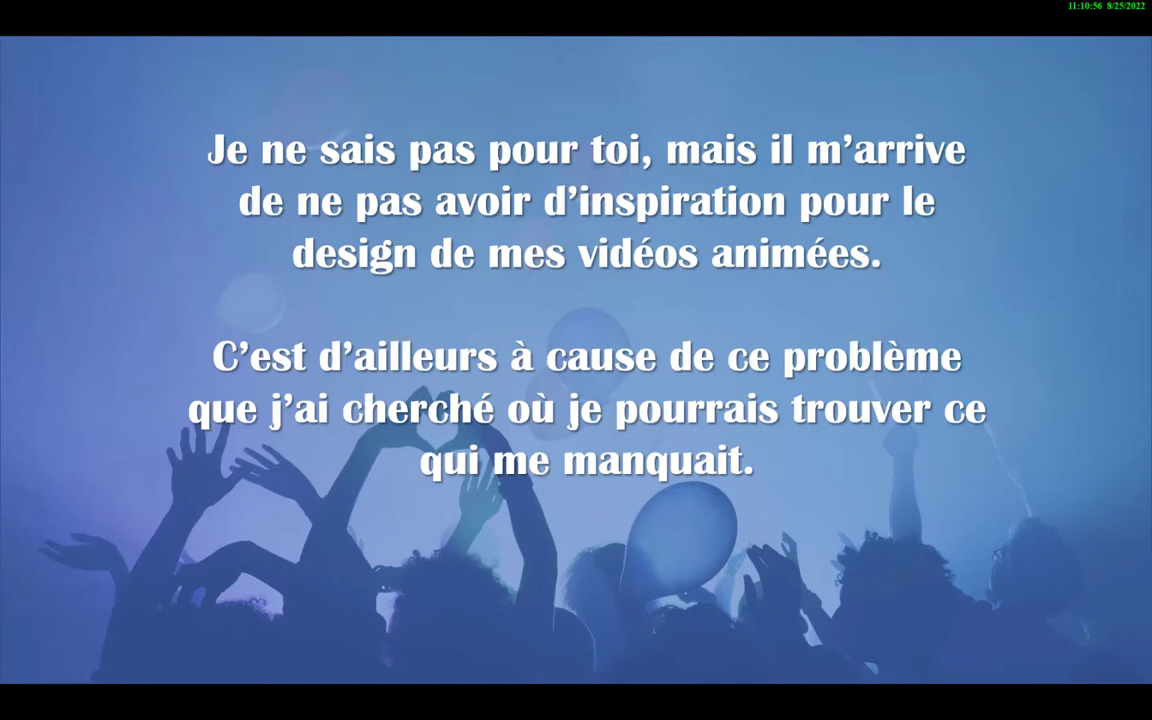 11:10:56 8/25/2022
Je ne sais pas pour toi, mais il m’arrive
de ne pas avoir d’inspiration pour le
design de mes vidéos animées.
C’est d’ailleurs à cause de ce problème
que j’ai cherché où je pourrais trouver ce
qui me manquait.